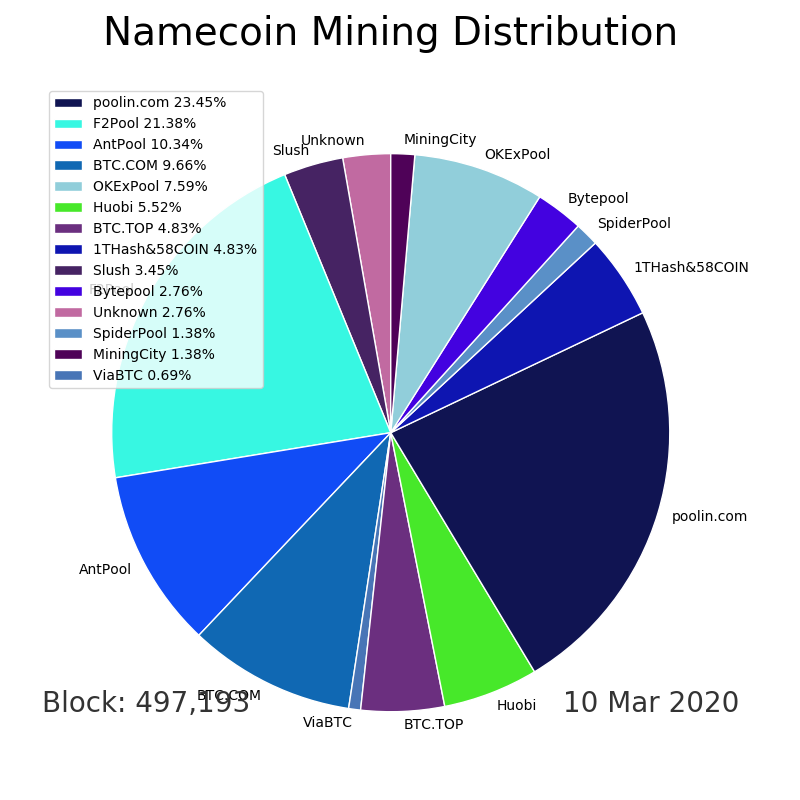 Namecoin Mining Distribution
poolin.com 23.45%
F2Pool 21.38%
AntPool 10.34%
BTC.COM 9.66%
OKExPool 7.59%
Huobi 5.52%
BTC.TOP 4.83%
1THash&58COIN 4.83%
Slush 3.45%
Bytepool 2.76%
Unknown 2.76%
SpiderPool 1.38%
MiningCity 1.38%
ViaBTC 0.69%
Slush
Unknown
MiningCity
OKExPool
Bytepool
SpiderPool
1THash&58COIN
F2Pool
poolin.com
AntPool
BTC.COM
ViaBTC
BTC.TOP
Huobi
Block: 497,193
10 Mar 2020